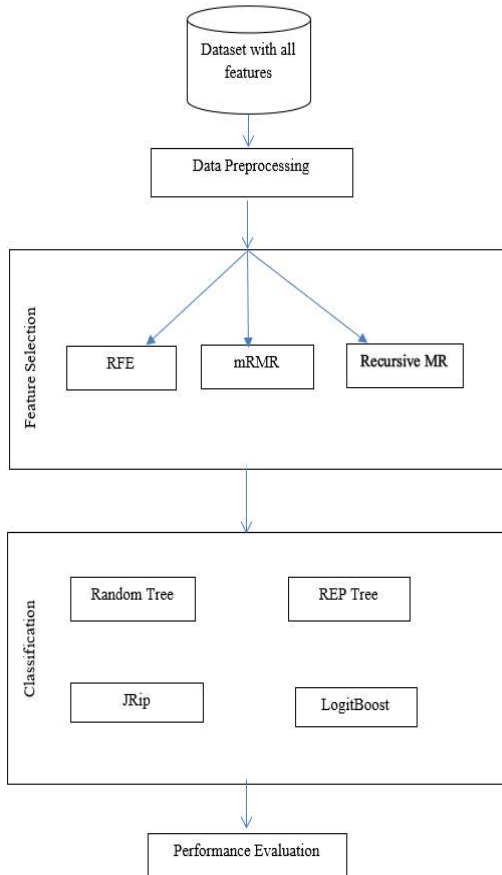 Dataset with all
features
Data Preprocessing
Feature Selection
RFE
mRMR
Recursive MR
Classification
Random Tree
REP Tree
JRip
LogitBoost
Performance Evaluation